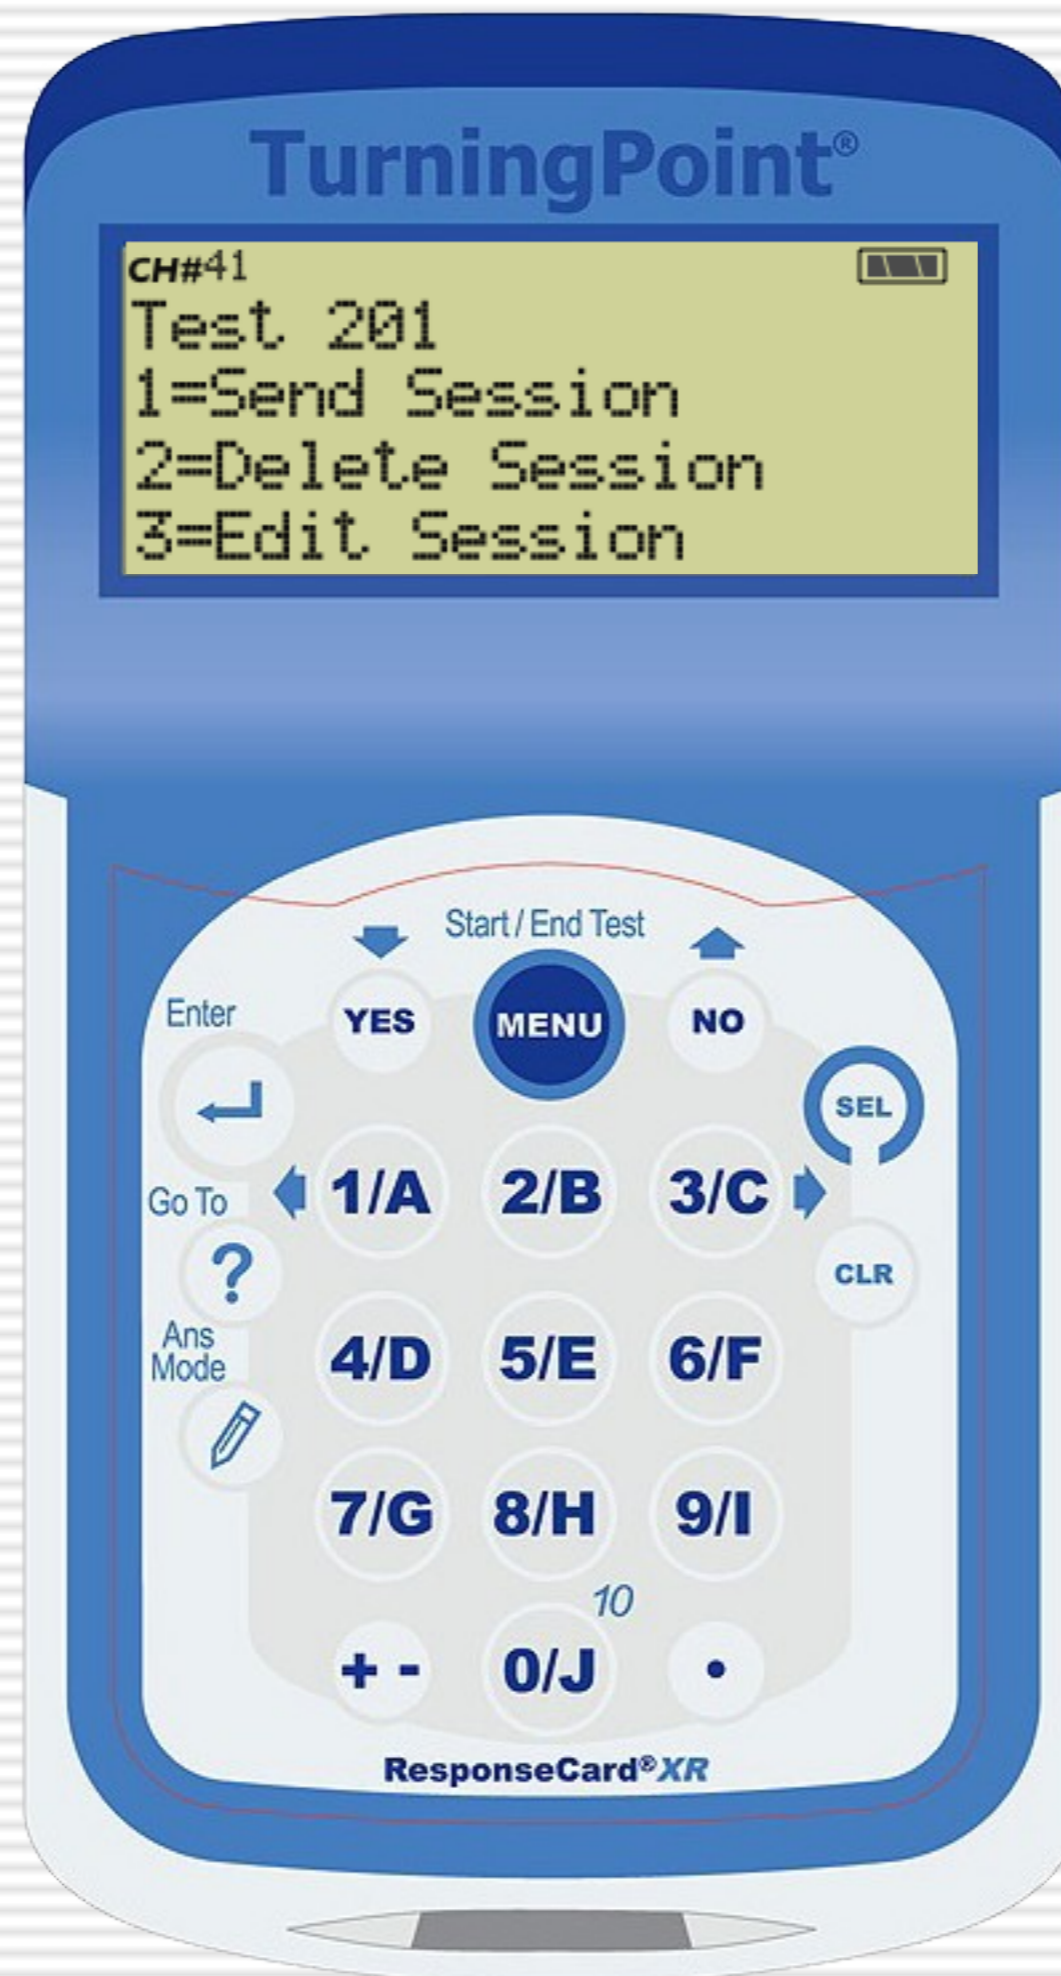 TurningPoint®
CH#41
Test 201
1=Send Session
2=Delete Session
3=Edit Session
Start / End Test
Enter
YES
MENU
NO
SEL
1/A
2/B
3/C
Go To
?
CLR
Ans
Mode
4/D
5/E
6/F
7/G
8/H
9/I
10
+ -
0/J
•
ResponseCard®XR